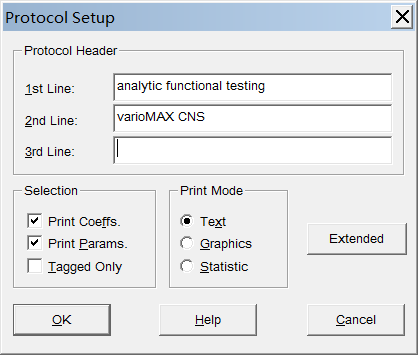 Protocol Setup
Protocol Header
1st Line: analytic functional testing
2nd Line: varioMAX CNS
3rd Line:
Selection
Print Coeffs.
Print Params.
Tagged Only
Print Mode
Text
Graphics
Statistic
Extended
OK Help Cancel